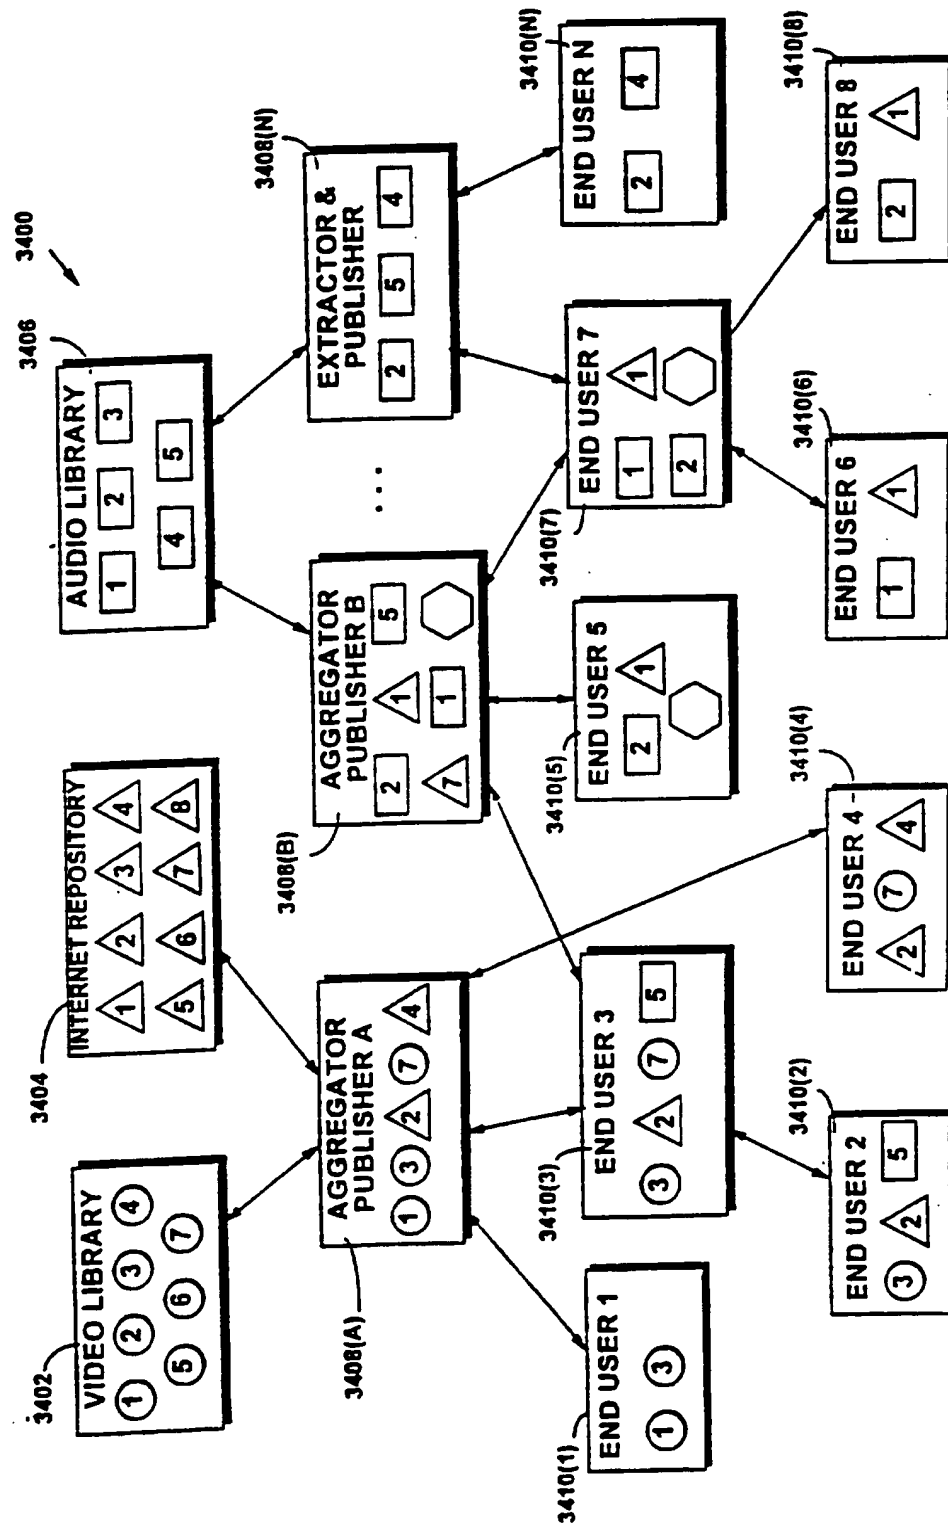 3400
3402
VIDEO LIBRARY
1 2 3 4
5 6 7
3404
INTERNET REPOSITORY
1 2 3 4
5 6 7 8
3406
AUDIO LIBRARY
1 2 3
4 5
3408(A)
AGGREGATOR
PUBLISHER A
1 3 2 7 4
3408(B)
AGGREGATOR
PUBLISHER B
2 1 5
7 1
...
3408(N)
EXTRACTOR &
PUBLISHER
2 5 4
3410(1)
END USER 1
1 3
3410(3)
END USER 3
3 2 7 5
3410(5)
END USER 5
2 1
3410(7)
END USER 7
1 1
2
3410(N)
END USER N
2 4
3410(2)
END USER 2
3 2 5
3410(4)
END USER 4
2 7 4
3410(6)
END USER 6
1 1
3410(8)
END USER 8
2 1